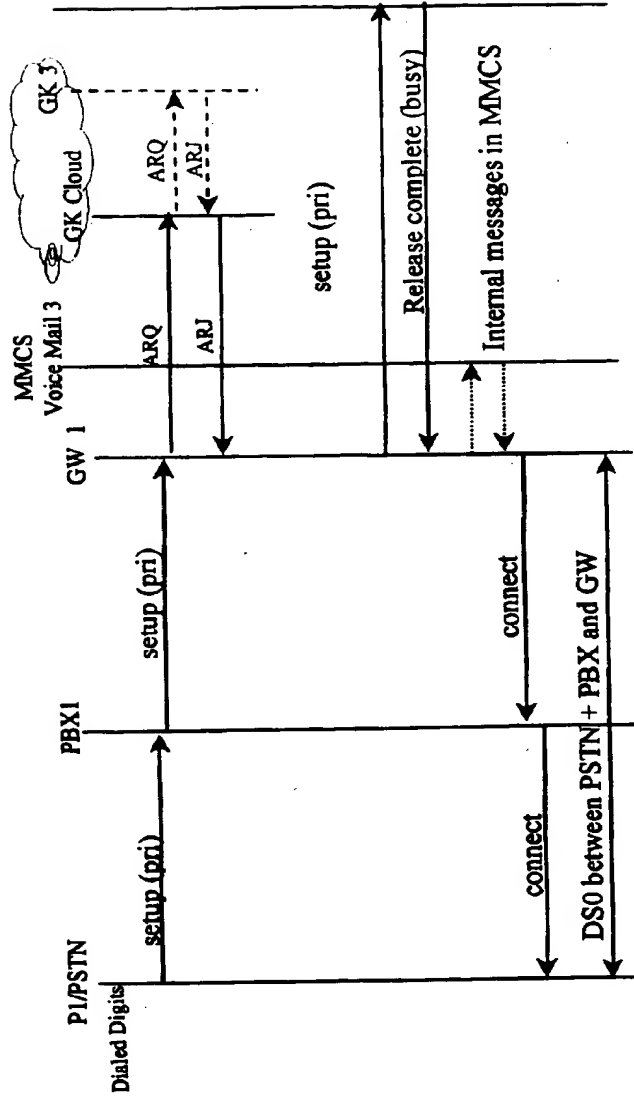 P1/PSTN
Dialed Digits
PBX1
GW 1
MMCS
Voice Mail 3
GK Cloud
GK 3
setup (pri)
setup (pri)
ARQ
ARQ
ARJ
ARJ
setup (pri)
Release complete (busy)
Internal messages in MMCS
connect
connect
DS0 between PSTN + PBX and GW